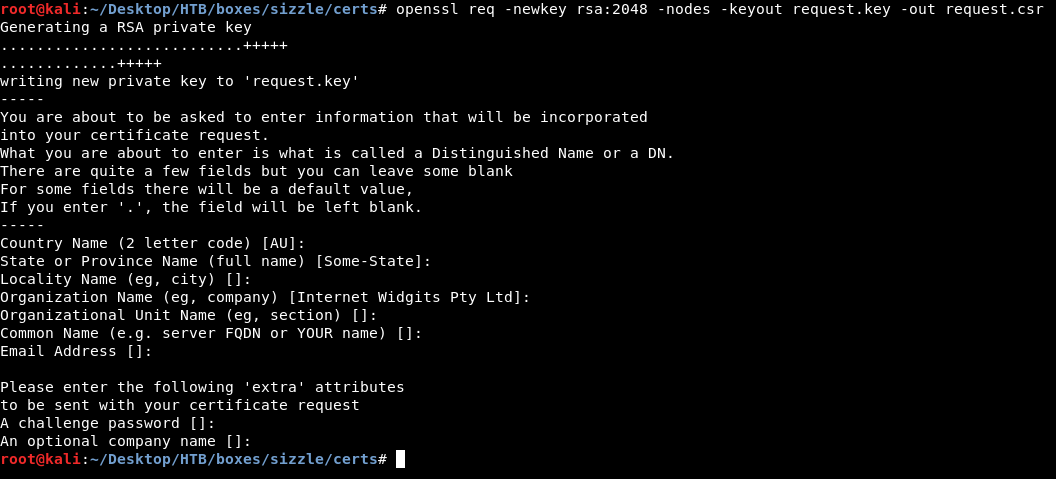 root@kali:~/Desktop/HTB/boxes/sizzle/certs# openssl req -newkey rsa:2048 -nodes -keyout request.key -out request.csr
Generating a RSA private key
...........................+++++
.............+++++
writing new private key to 'request.key'
-----
You are about to be asked to enter information that will be incorporated
into your certificate request.
What you are about to enter is what is called a Distinguished Name or a DN.
There are quite a few fields but you can leave some blank
For some fields there will be a default value,
If you enter '.', the field will be left blank.
-----
Country Name (2 letter code) [AU]:
State or Province Name (full name) [Some-State]:
Locality Name (eg, city) []:
Organization Name (eg, company) [Internet Widgits Pty Ltd]:
Organizational Unit Name (eg, section) []:
Common Name (e.g. server FQDN or YOUR name) []:
Email Address []:

Please enter the following 'extra' attributes
to be sent with your certificate request
A challenge password []:
An optional company name []:
root@kali:~/Desktop/HTB/boxes/sizzle/certs#